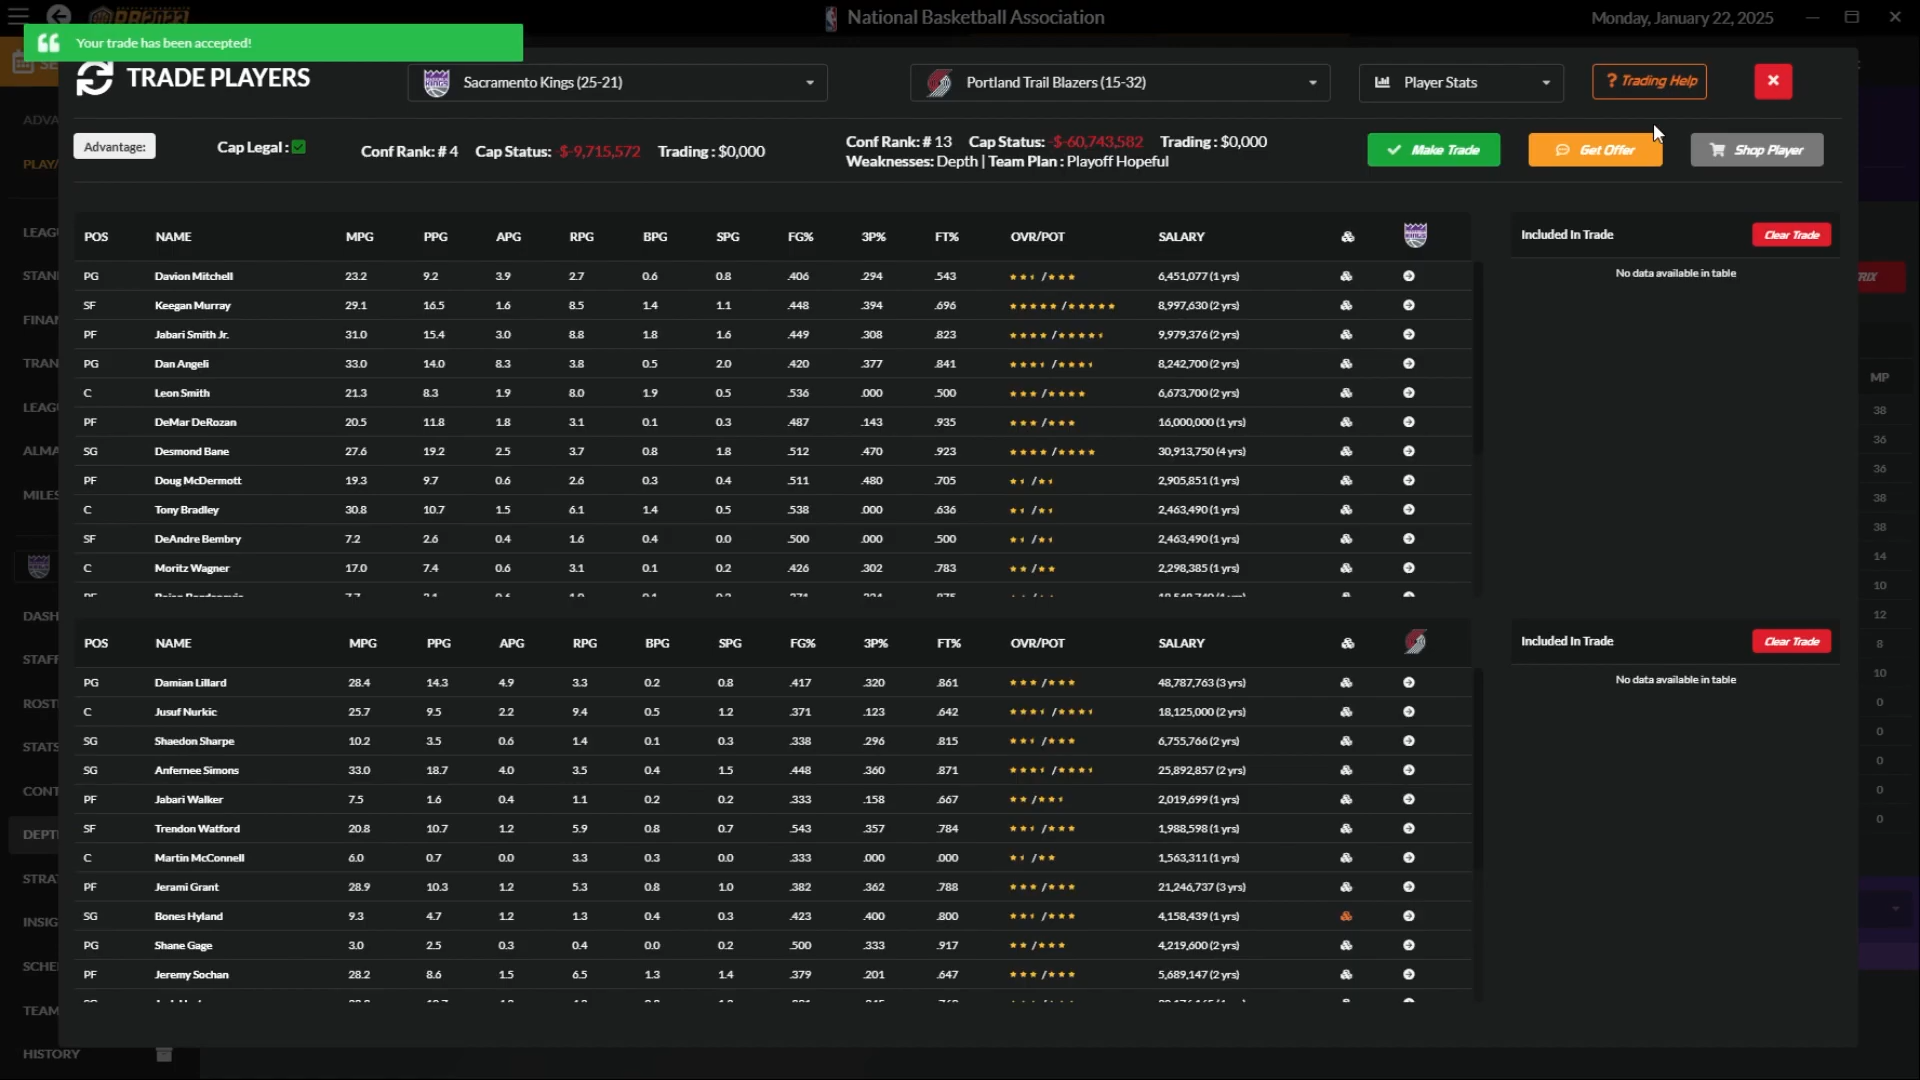 National Basketball Association
Monday, January 22, 2025
Your trade has been accepted!
TRADE PLAYERS
Sacramento Kings (25-21)
Portland Trail Blazers (15-32)
Player Stats
? Trading Help
Advantage:
Cap Legal :
Conf Rank: # 4 Cap Status: $-9,715,572 Trading : $0,000
Conf Rank: # 13 Cap Status: $-60,743,582 Trading : $0,000
Weaknesses: Depth | Team Plan : Playoff Hopeful
Make Trade
Get Offer
Shop Player
POS NAME MPG PPG APG RPG BPG SPG FG% 3P% FT% OVR/POT SALARY
PG Davion Mitchell 23.2 9.2 3.9 2.7 0.6 0.8 .406 .294 .543 / 6,451,077 (1 yrs)
SF Keegan Murray 29.1 16.5 1.6 8.5 1.4 1.1 .448 .394 .696 / 8,997,630 (2 yrs)
PF Jabari Smith Jr. 31.0 15.4 3.0 8.8 1.8 1.6 .449 .308 .823 / 9,979,376 (2 yrs)
PG Dan Angeli 33.0 14.0 8.3 3.8 0.5 2.0 .420 .377 .841 / 8,242,700 (2 yrs)
C Leon Smith 21.3 8.3 1.9 8.0 1.9 0.5 .536 .000 .500 / 6,673,700 (2 yrs)
PF DeMar DeRozan 20.5 11.8 1.8 3.1 0.1 0.3 .487 .143 .935 / 16,000,000 (1 yrs)
SG Desmond Bane 27.6 19.2 2.5 3.7 0.8 1.8 .512 .470 .923 / 30,913,750 (4 yrs)
PF Doug McDermott 19.3 9.7 0.6 2.6 0.3 0.4 .511 .480 .705 / 2,905,851 (1 yrs)
C Tony Bradley 30.8 10.7 1.5 6.1 1.4 0.5 .538 .000 .636 / 2,463,490 (1 yrs)
SF DeAndre Bembry 7.2 2.6 0.4 1.6 0.4 0.0 .500 .000 .500 / 2,463,490 (1 yrs)
C Moritz Wagner 17.0 7.4 0.6 3.1 0.1 0.2 .426 .302 .783 / 2,298,385 (1 yrs)
Included In Trade
Clear Trade
No data available in table
POS NAME MPG PPG APG RPG BPG SPG FG% 3P% FT% OVR/POT SALARY
PG Damian Lillard 28.4 14.3 4.9 3.3 0.2 0.8 .417 .320 .861 / 48,787,763 (3 yrs)
C Jusuf Nurkic 25.7 9.5 2.2 9.4 0.5 1.2 .371 .123 .642 / 18,125,000 (2 yrs)
SG Shaedon Sharpe 10.2 3.5 0.6 1.4 0.1 0.3 .338 .296 .815 / 6,755,766 (2 yrs)
SG Anfernee Simons 33.0 18.7 4.0 3.5 0.4 1.5 .448 .360 .871 / 25,892,857 (2 yrs)
PF Jabari Walker 7.5 1.6 0.4 1.1 0.2 0.2 .333 .158 .667 / 2,019,699 (1 yrs)
SF Trendon Watford 20.8 10.7 1.2 5.9 0.8 0.7 .543 .357 .784 / 1,988,598 (1 yrs)
C Martin McConnell 6.0 0.7 0.0 3.3 0.3 0.0 .333 .000 .000 / 1,563,311 (1 yrs)
PF Jerami Grant 28.9 10.3 1.2 5.3 0.8 1.0 .382 .362 .788 / 21,246,737 (3 yrs)
SG Bones Hyland 9.3 4.7 1.2 1.3 0.4 0.3 .423 .400 .800 / 4,158,439 (1 yrs)
PG Shane Gage 3.0 2.5 0.3 0.4 0.0 0.2 .500 .333 .917 / 4,219,600 (2 yrs)
PF Jeremy Sochan 28.2 8.6 1.5 6.5 1.3 1.4 .379 .201 .647 / 5,689,147 (2 yrs)
Included In Trade
Clear Trade
No data available in table
MP
38
36
36
38
38
14
10
12
8
10
0
0
0
0
0
HISTORY